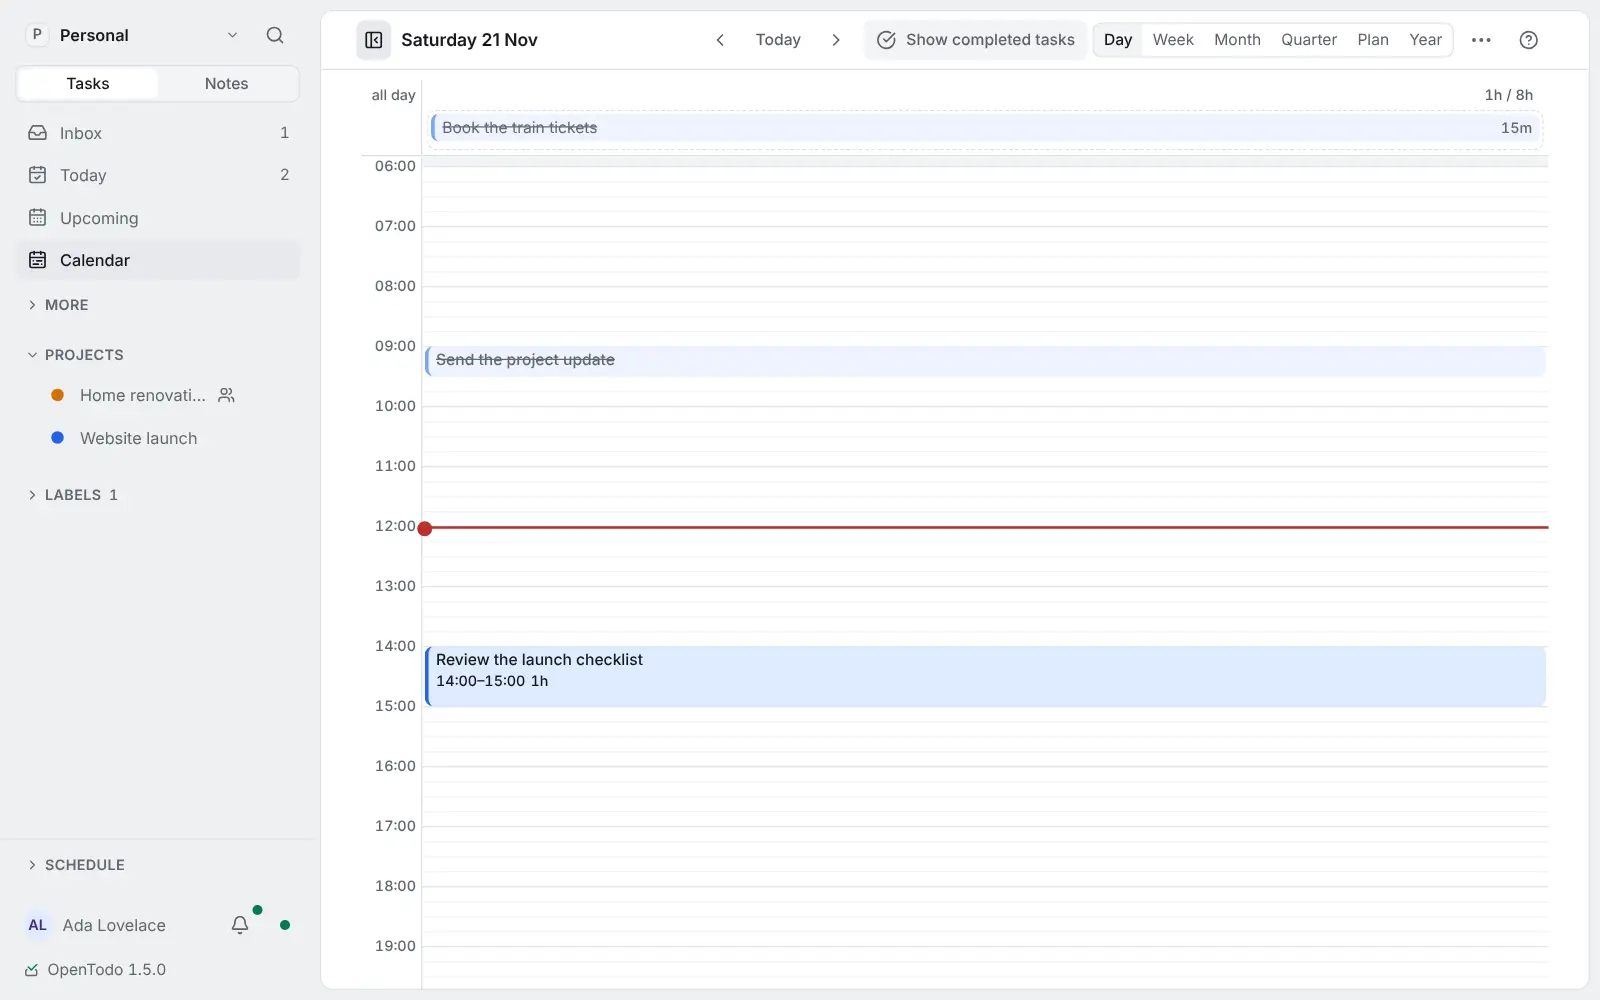 P Personal
Tasks Notes
Inbox 1
Today 2
Upcoming
Calendar
MORE
PROJECTS
Home renovati...
Website launch
LABELS 1
SCHEDULE
AL Ada Lovelace
OpenTodo 1.5.0
Saturday 21 Nov
Today
Show completed tasks
Day Week Month Quarter Plan Year
all day 1h / 8h
Book the train tickets 15m
06:00
07:00
08:00
09:00
Send the project update
10:00
11:00
12:00
13:00
14:00
Review the launch checklist
14:00–15:00 1h
15:00
16:00
17:00
18:00
19:00